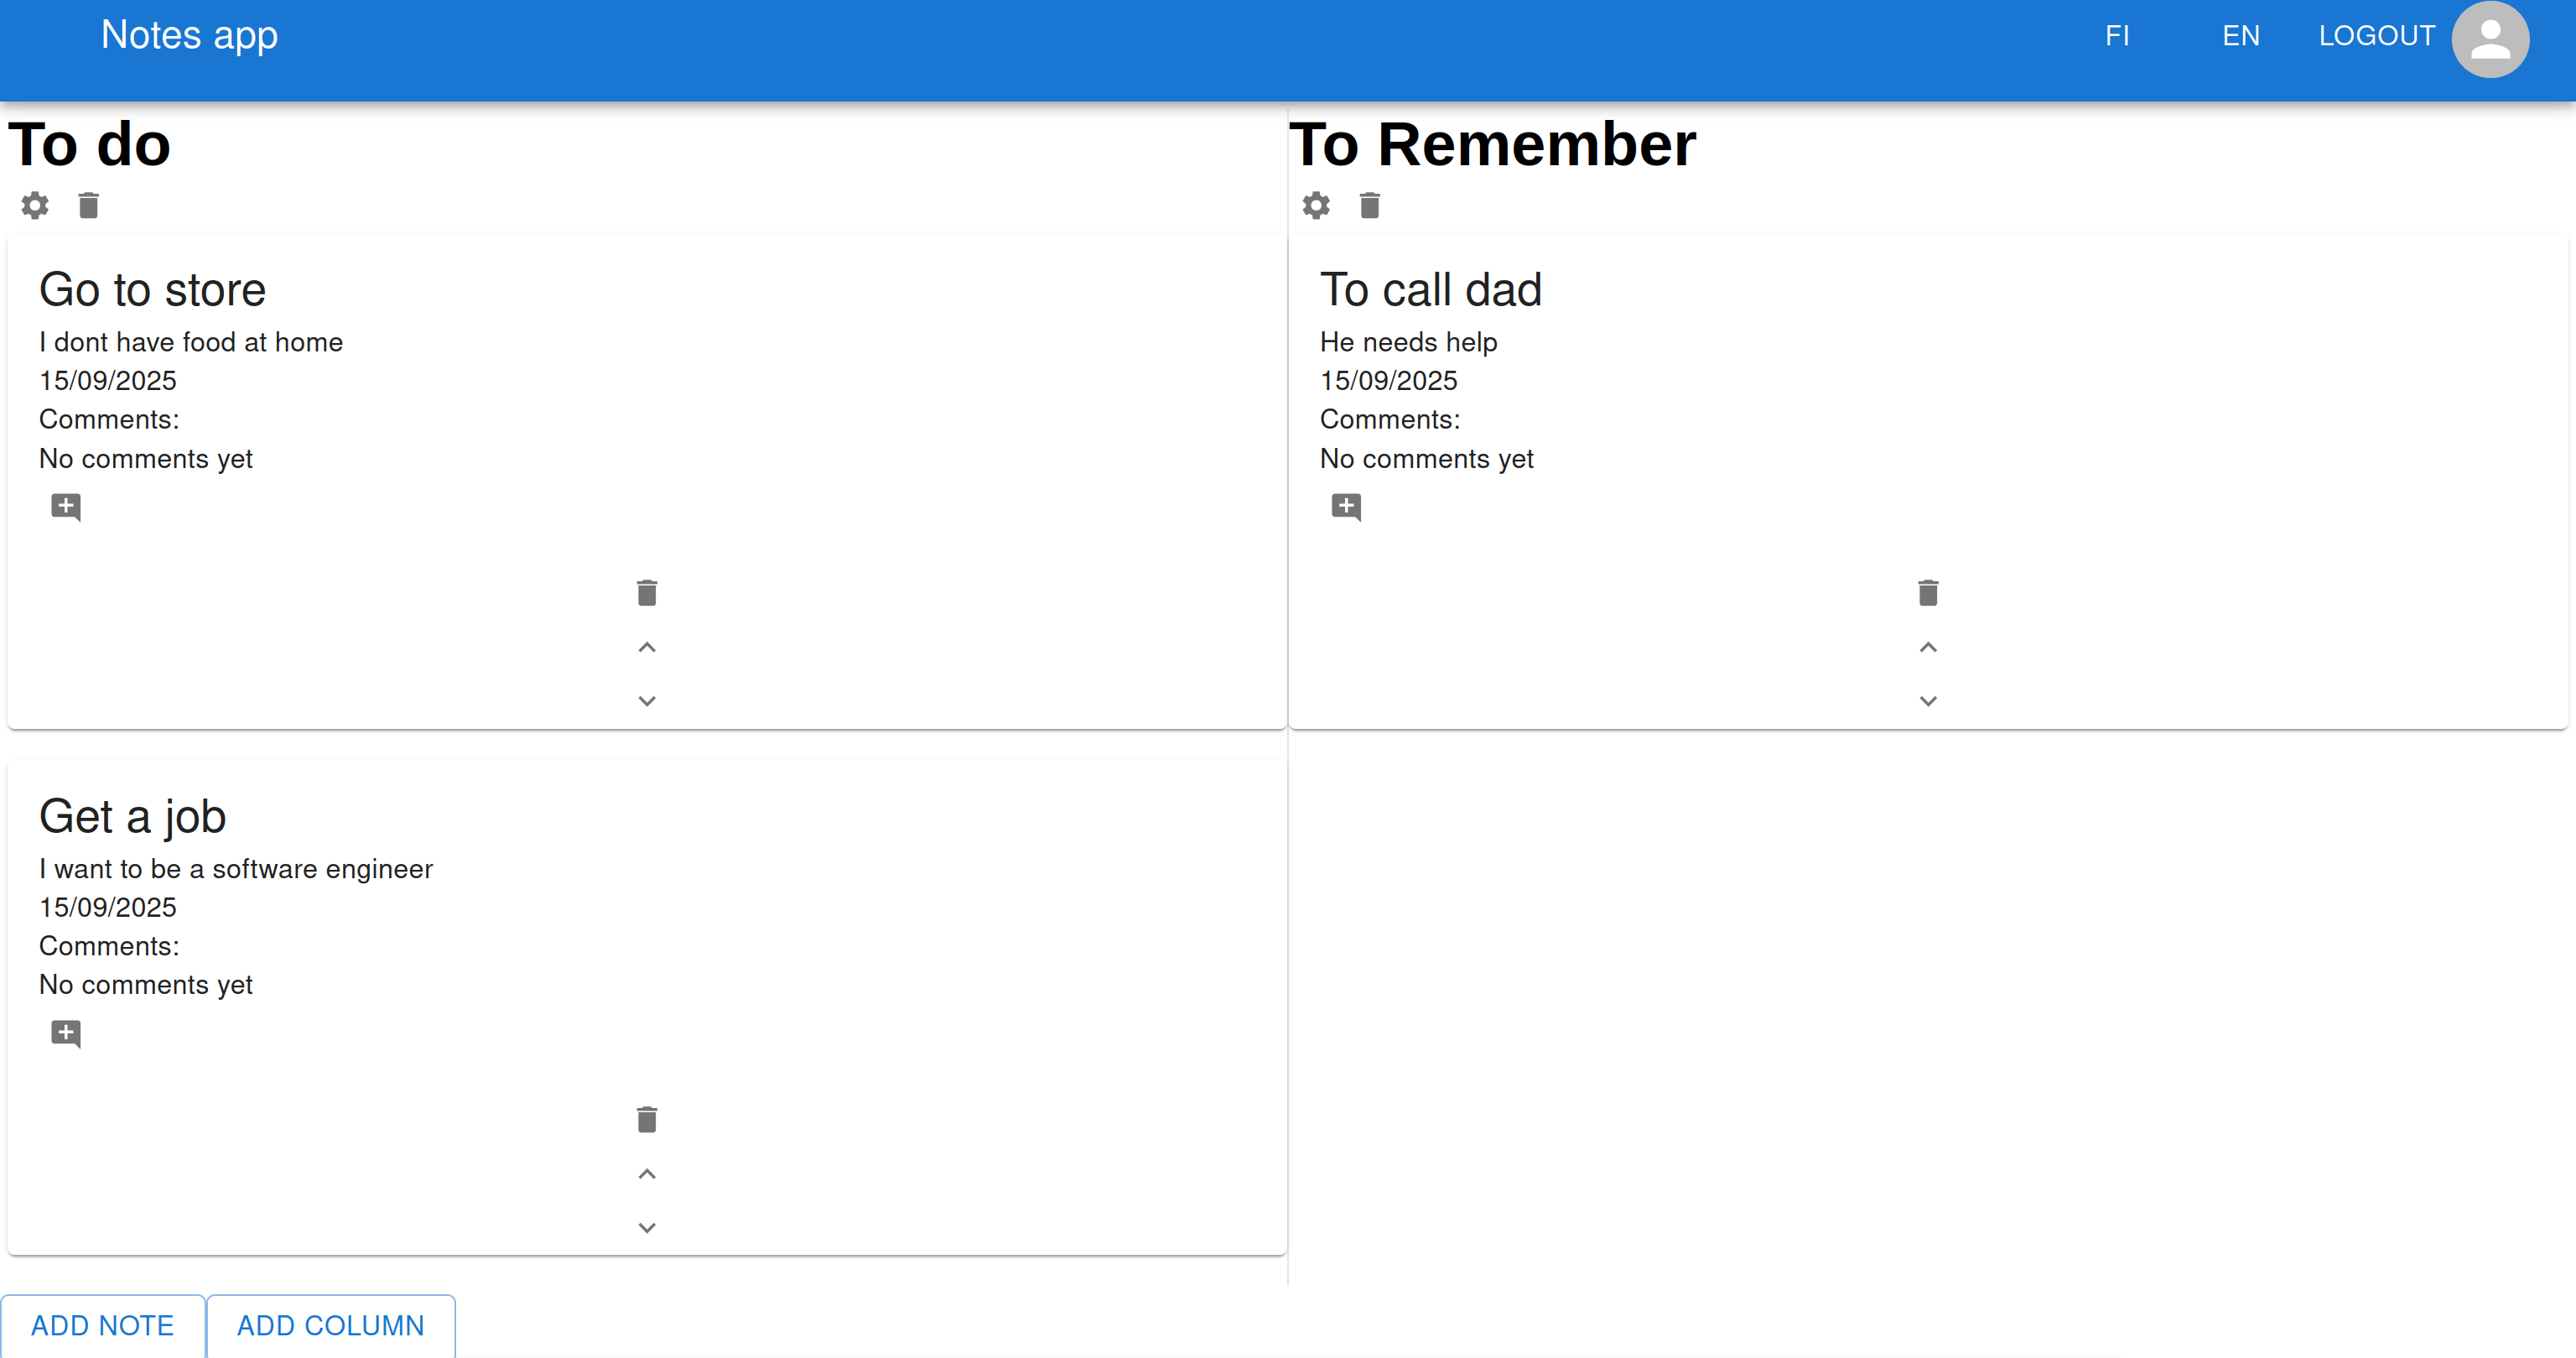 Notes app
FI EN LOGOUT
To do
Go to store
I dont have food at home
15/09/2025
Comments:
No comments yet
Get a job
I want to be a software engineer
15/09/2025
Comments:
No comments yet
To Remember
To call dad
He needs help
15/09/2025
Comments:
No comments yet
ADD NOTE ADD COLUMN